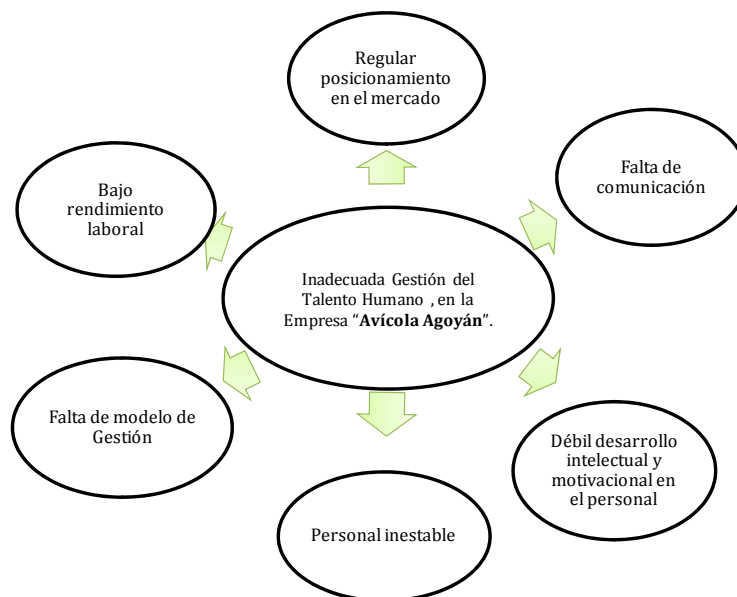 Regular
posicionamiento
en el mercado
Falta de
comunicación
Bajo
rendimiento
laboral
Inadecuada Gestión del
Talento Humano , en la
Empresa “Avícola Agoyán”.
Falta de modelo de
Gestión
Débil desarrollo
intelectual y
motivacional en
el personal
Personal inestable